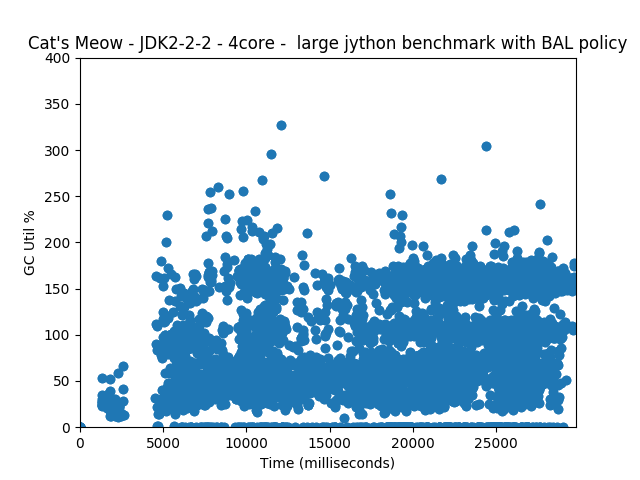 Cat's Meow - JDK2-2-2 - 4core -  large jython benchmark with BAL policy
400
350
300
250
200
150
100
50
0
GC Util %
0 5000 10000 15000 20000 25000
Time (milliseconds)